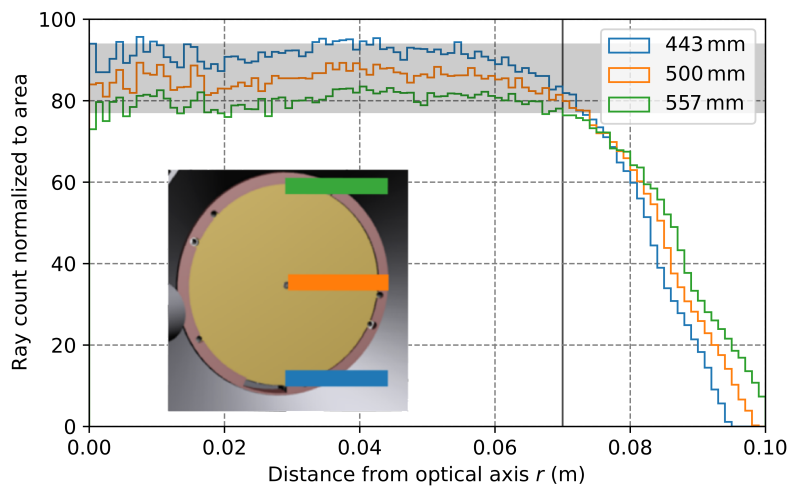 Ray count normalized to area
100
80
60
40
20
0
443 mm
500 mm
557 mm
0.00 0.02 0.04 0.06 0.08 0.10
Distance from optical axis r (m)